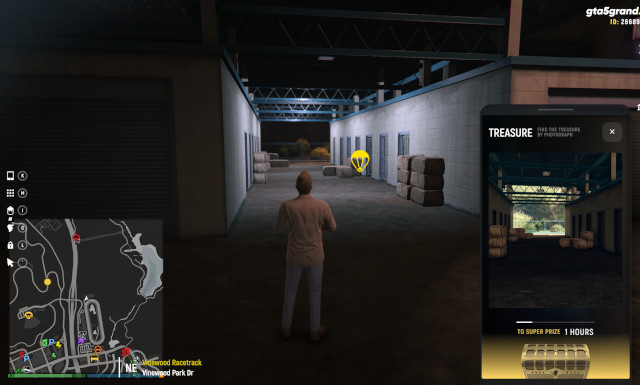 gta5grand.
ID: 26689
TREASURE
FIND THE TREASURE
BY PHOTOGRAPH
×
K
M
I
L
TO SUPER PRIZE 1 HOURS
NE
Vinewood Racetrack
Vinewood Park Dr